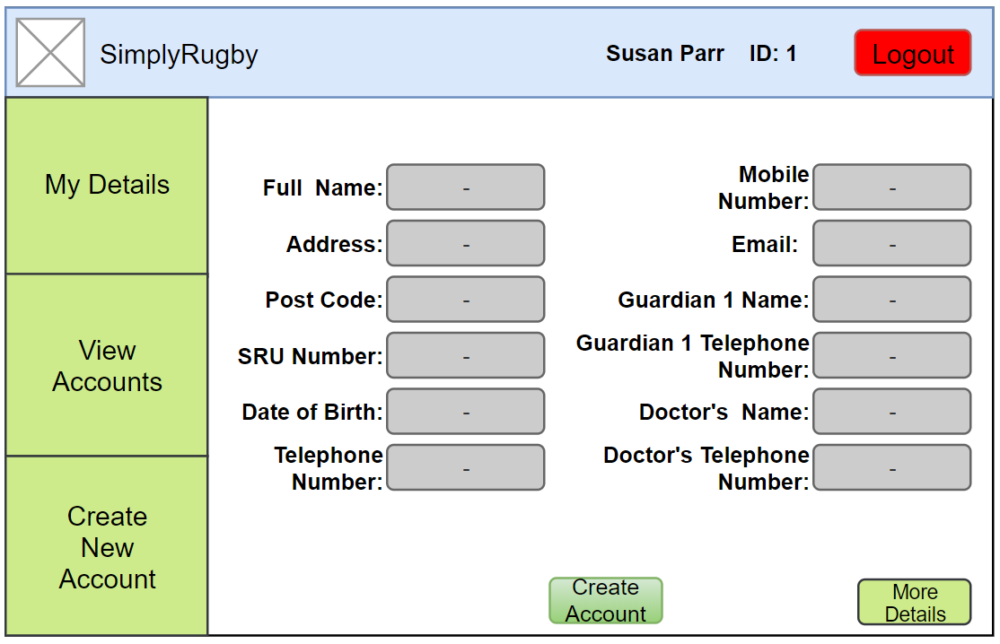 SimplyRugby
Susan Parr ID: 1
Logout
My Details
View
Accounts
Create
New
Account
Full Name: -
Address: -
Post Code: -
SRU Number: -
Date of Birth: -
Telephone
Number: -
Mobile
Number: -
Email: -
Guardian 1 Name: -
Guardian 1 Telephone
Number: -
Doctor's Name: -
Doctor's Telephone
Number: -
Create
Account
More
Details